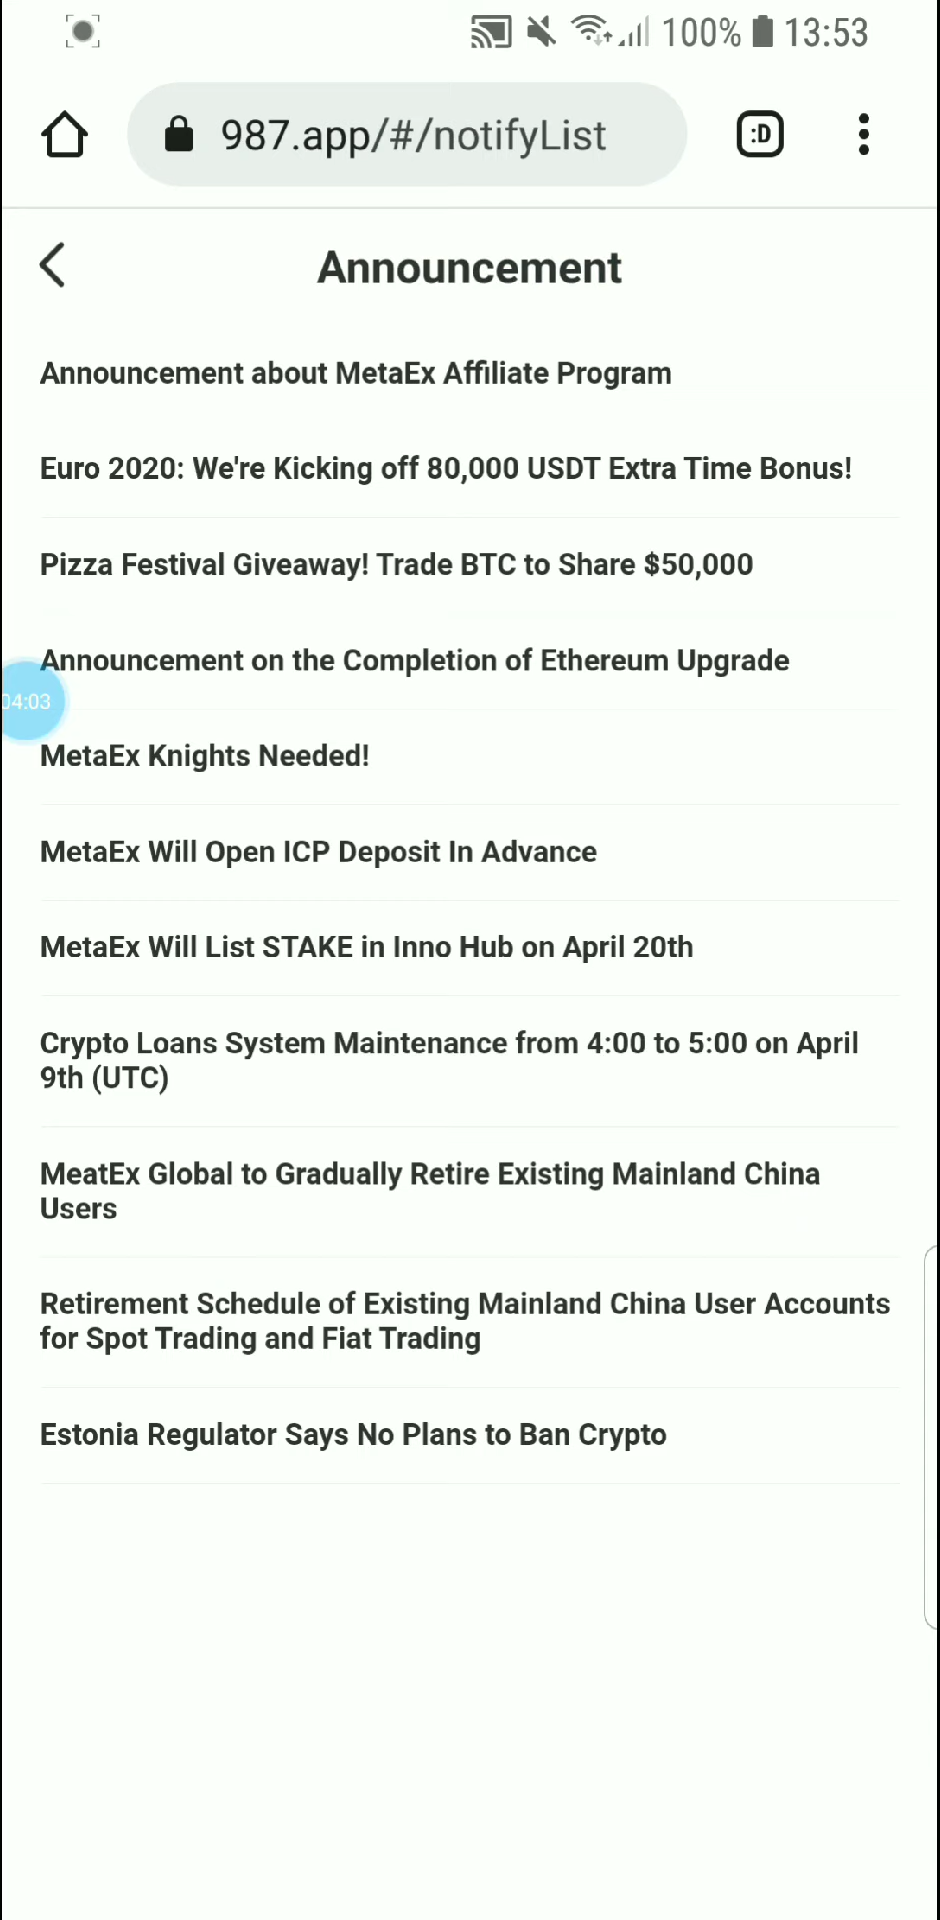 100% 13:53
987.app/#/notifyList
:D
Announcement
Announcement about MetaEx Affiliate Program
Euro 2020: We're Kicking off 80,000 USDT Extra Time Bonus!
Pizza Festival Giveaway! Trade BTC to Share $50,000
Announcement on the Completion of Ethereum Upgrade
04:03
MetaEx Knights Needed!
MetaEx Will Open ICP Deposit In Advance
MetaEx Will List STAKE in Inno Hub on April 20th
Crypto Loans System Maintenance from 4:00 to 5:00 on April
9th (UTC)
MeatEx Global to Gradually Retire Existing Mainland China
Users
Retirement Schedule of Existing Mainland China User Accounts
for Spot Trading and Fiat Trading
Estonia Regulator Says No Plans to Ban Crypto